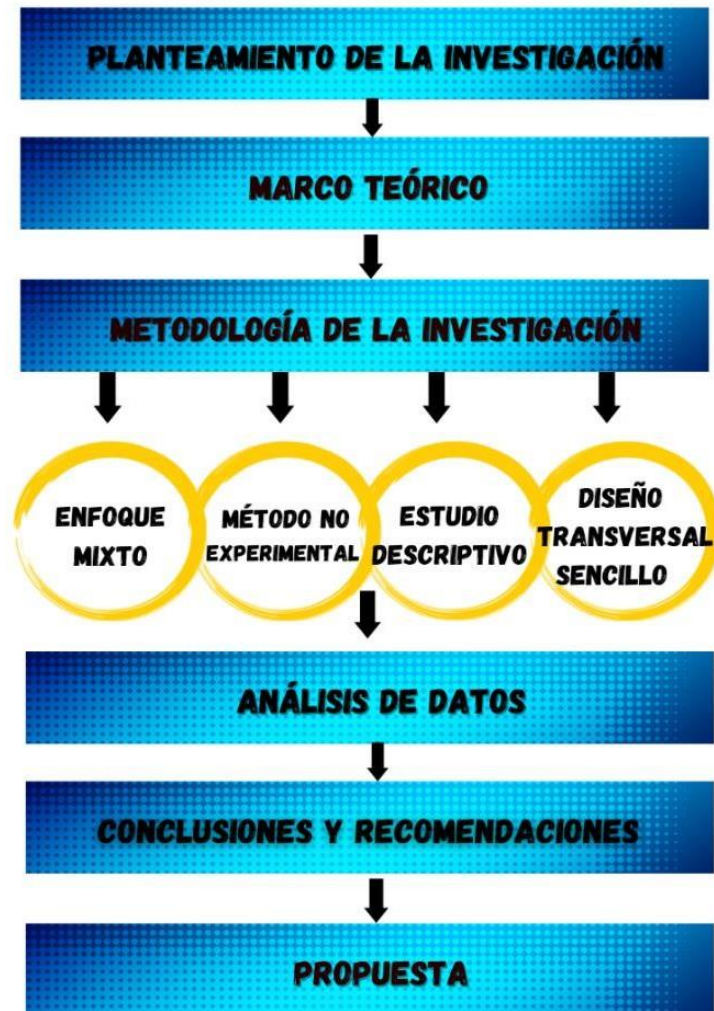 PLANTEAMIENTO DE LA INVESTIGACIÓN
MARCO TEÓRICO
METODOLOGÍA DE LA INVESTIGACIÓN
ENFOQUE
MIXTO
MÉTODO NO
EXPERIMENTAL
ESTUDIO
DESCRIPTIVO
DISEÑO
TRANSVERSAL
SENCILLO
ANÁLISIS DE DATOS
CONCLUSIONES Y RECOMENDACIONES
PROPUESTA